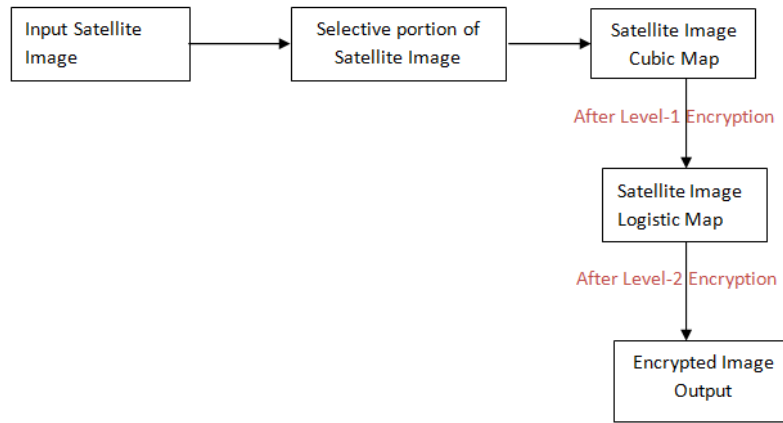 Input Satellite
Image
Selective portion of
Satellite Image
Satellite Image
Cubic Map
After Level-1 Encryption
Satellite Image
Logistic Map
After Level-2 Encryption
Encrypted Image
Output